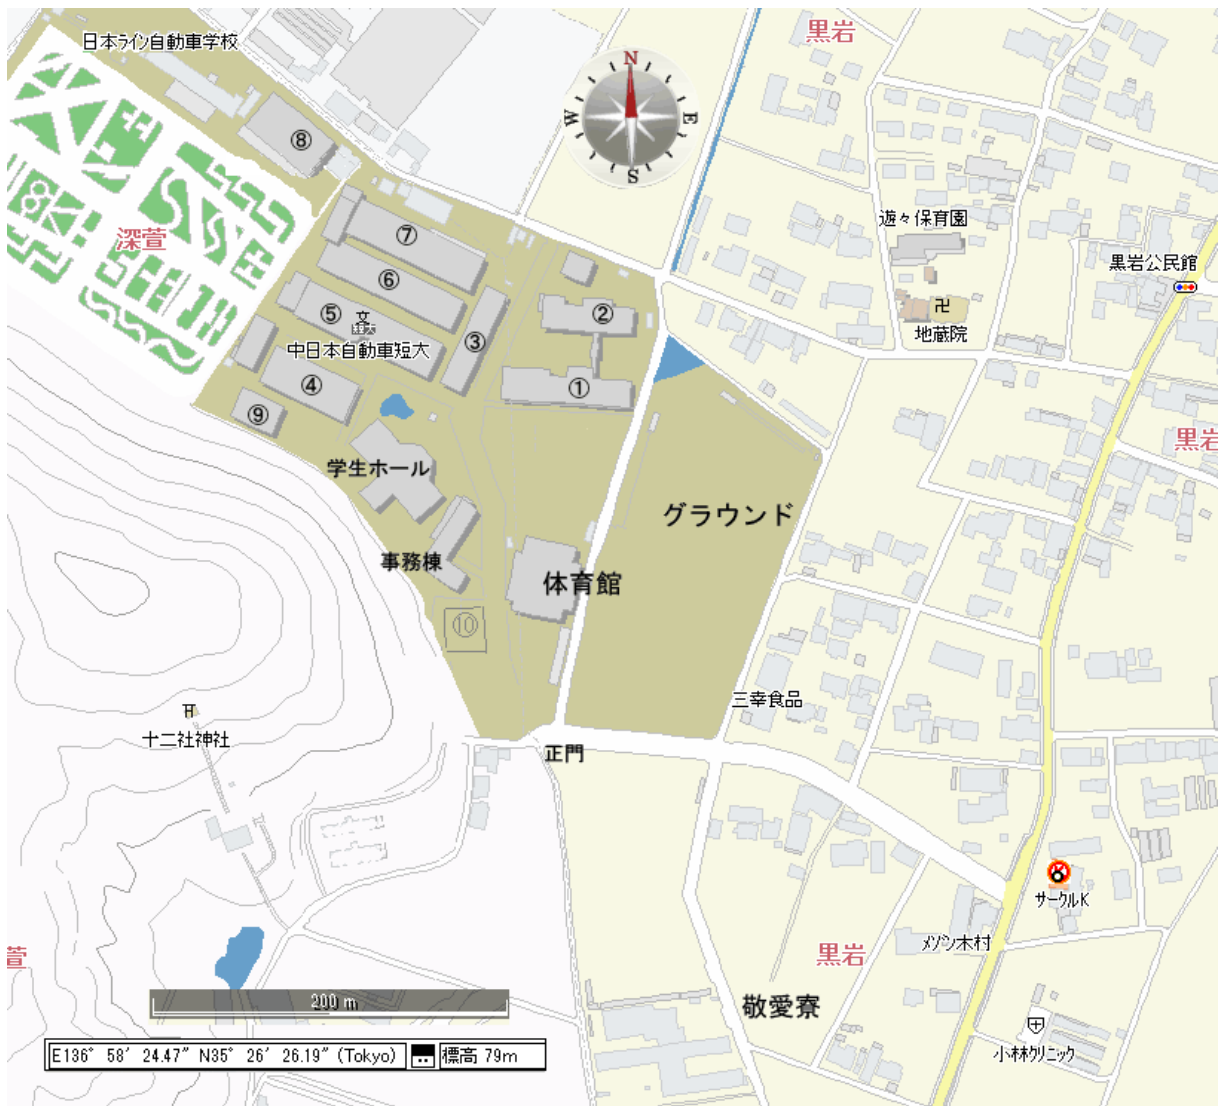 日本ライン自動車学校
黒岩
N
W
E
S
⑧
深萱
⑦
遊々保育園
⑥
黒岩公民館
⑤
文
短大
②
卍
地蔵院
中日本自動車短大
③
④
①
⑨
黒岩
学生ホール
グラウンド
事務棟
体育館
⑩
三幸食品
十二社神社
正門
サークルK
メゾン木村
萱
黒岩
200 m
敬愛寮
小林クリニック
E136° 58′ 24.47″ N35° 26′ 26.19″ (Tokyo)
標高 79m